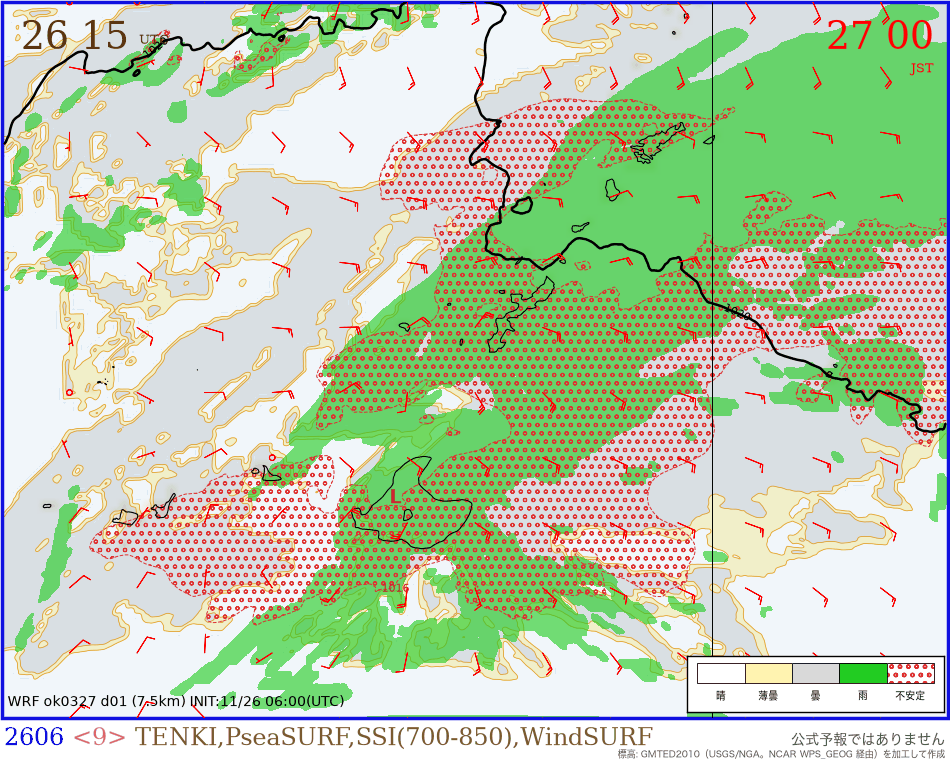 26 15 UTC
27 00
JST
L
1016
WRF ok0327 d01 (7.5km) INIT:11/26 06:00(UTC)
晴 薄曇 曇 雨 不安定
2606 <9> TENKI,PseaSURF,SSI(700-850),WindSURF
公式予報ではありません
標高: GMTED2010（USGS/NGA。NCAR WPS_GEOG 経由）を加工して作成